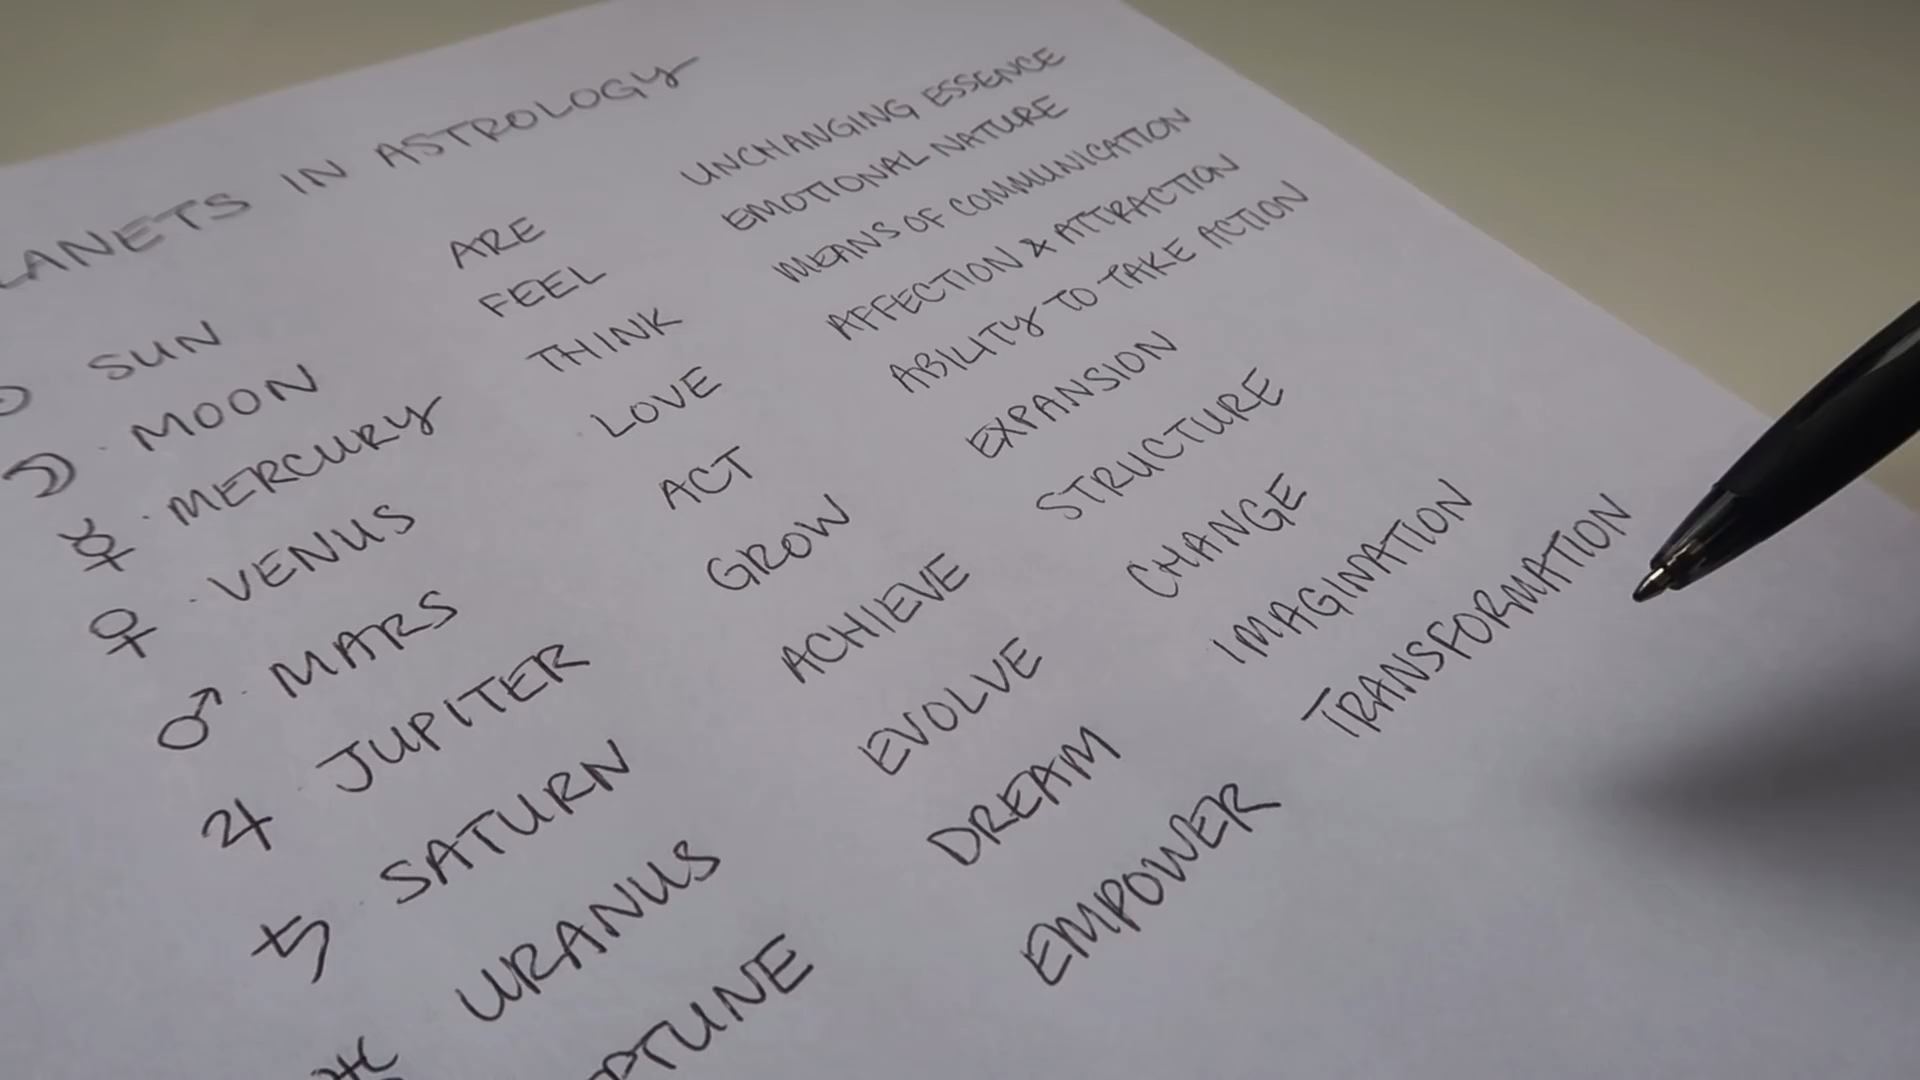 LANETS IN ASTROLOGY
SUN ARE UNCHANGING ESSENCE
MOON FEEL EMOTIONAL NATURE
MERCURY THINK MEANS OF COMMUNICATION
VENUS LOVE AFFECTION & ATTRACTION
MARS ACT ABILITY TO TAKE ACTION
JUPITER GROW EXPANSION
SATURN ACHIEVE STRUCTURE
URANUS EVOLVE CHANGE
PTUNE DREAM IMAGINATION
EMPOWER TRANSFORMATION